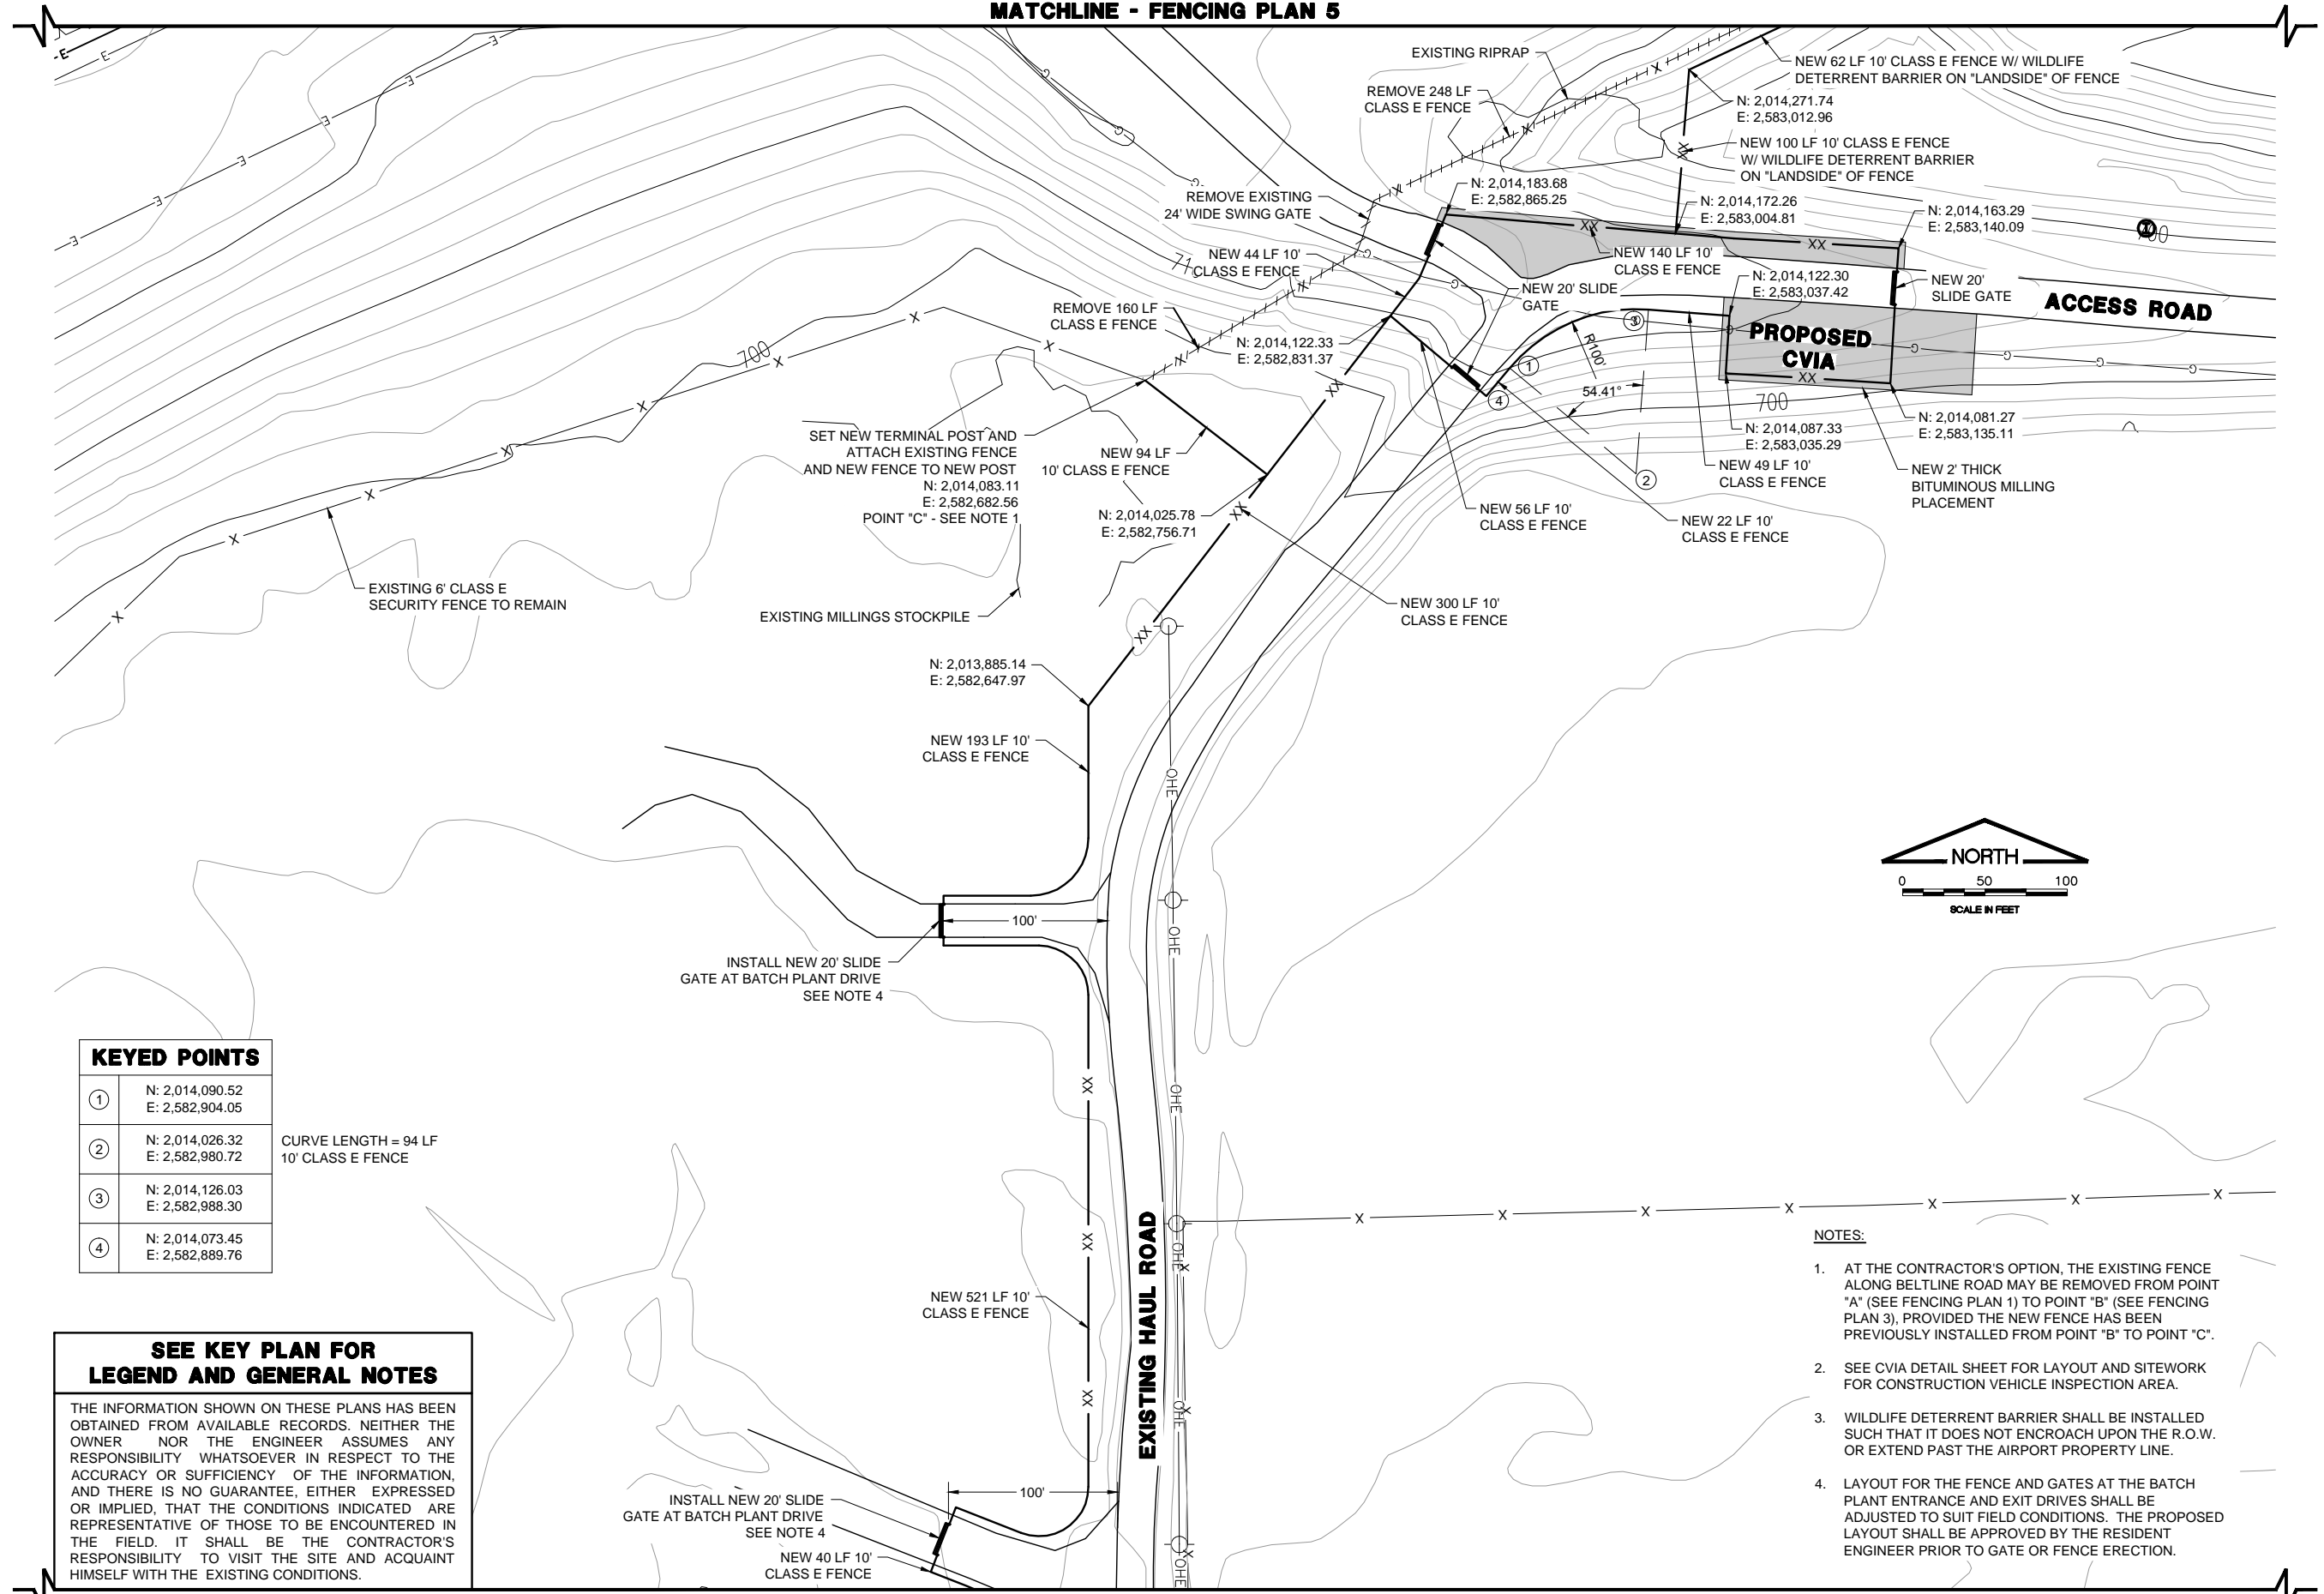 MATCHLINE - FENCING PLAN 5
EXISTING RIPRAP
REMOVE 248 LF
CLASS E FENCE
NEW 62 LF 10' CLASS E FENCE W/ WILDLIFE
DETERRENT BARRIER ON "LANDSIDE" OF FENCE
N: 2,014,271.74
E: 2,583,012.96
NEW 100 LF 10' CLASS E FENCE
W/ WILDLIFE DETERRENT BARRIER
ON "LANDSIDE" OF FENCE
REMOVE EXISTING
24' WIDE SWING GATE
N: 2,014,183.68
E: 2,582,865.25
N: 2,014,172.26
E: 2,583,004.81
N: 2,014,163.29
E: 2,583,140.09
NEW 44 LF 10'
CLASS E FENCE
NEW 140 LF 10'
CLASS E FENCE
NEW 20' SLIDE
GATE
N: 2,014,122.30
E: 2,583,037.42
NEW 20'
SLIDE GATE
ACCESS ROAD
REMOVE 160 LF
CLASS E FENCE
N: 2,014,122.33
E: 2,582,831.37
PROPOSED
CVIA
R100'
54.41°
1
2
3
4
700
700
N: 2,014,087.33
E: 2,583,035.29
N: 2,014,081.27
E: 2,583,135.11
SET NEW TERMINAL POST AND
ATTACH EXISTING FENCE
AND NEW FENCE TO NEW POST
N: 2,014,083.11
E: 2,582,682.56
POINT "C" - SEE NOTE 1
NEW 94 LF
10' CLASS E FENCE
N: 2,014,025.78
E: 2,582,756.71
NEW 49 LF 10'
CLASS E FENCE
NEW 2' THICK
BITUMINOUS MILLING
PLACEMENT
NEW 56 LF 10'
CLASS E FENCE
NEW 22 LF 10'
CLASS E FENCE
EXISTING 6' CLASS E
SECURITY FENCE TO REMAIN
EXISTING MILLINGS STOCKPILE
NEW 300 LF 10'
CLASS E FENCE
N: 2,013,885.14
E: 2,582,647.97
NEW 193 LF 10'
CLASS E FENCE
OHE
OHE
OHE
OHE
OHE
OHE
NORTH
0 50 100
SCALE IN FEET
100'
INSTALL NEW 20' SLIDE
GATE AT BATCH PLANT DRIVE
SEE NOTE 4
KEYED POINTS
1 N: 2,014,090.52
E: 2,582,904.05
2 N: 2,014,026.32
E: 2,582,980.72
3 N: 2,014,126.03
E: 2,582,988.30
4 N: 2,014,073.45
E: 2,582,889.76
CURVE LENGTH = 94 LF
10' CLASS E FENCE
NEW 521 LF 10'
CLASS E FENCE
EXISTING HAUL ROAD
100'
INSTALL NEW 20' SLIDE
GATE AT BATCH PLANT DRIVE
SEE NOTE 4
NEW 40 LF 10'
CLASS E FENCE
SEE KEY PLAN FOR
LEGEND AND GENERAL NOTES
THE INFORMATION SHOWN ON THESE PLANS HAS BEEN
OBTAINED FROM AVAILABLE RECORDS. NEITHER THE
OWNER NOR THE ENGINEER ASSUMES ANY
RESPONSIBILITY WHATSOEVER IN RESPECT TO THE
ACCURACY OR SUFFICIENCY OF THE INFORMATION,
AND THERE IS NO GUARANTEE, EITHER EXPRESSED
OR IMPLIED, THAT THE CONDITIONS INDICATED ARE
REPRESENTATIVE OF THOSE TO BE ENCOUNTERED IN
THE FIELD. IT SHALL BE THE CONTRACTOR'S
RESPONSIBILITY TO VISIT THE SITE AND ACQUAINT
HIMSELF WITH THE EXISTING CONDITIONS.
NOTES:
1. AT THE CONTRACTOR'S OPTION, THE EXISTING FENCE
ALONG BELTLINE ROAD MAY BE REMOVED FROM POINT
"A" (SEE FENCING PLAN 1) TO POINT "B" (SEE FENCING
PLAN 3), PROVIDED THE NEW FENCE HAS BEEN
PREVIOUSLY INSTALLED FROM POINT "B" TO POINT "C".
2. SEE CVIA DETAIL SHEET FOR LAYOUT AND SITEWORK
FOR CONSTRUCTION VEHICLE INSPECTION AREA.
3. WILDLIFE DETERRENT BARRIER SHALL BE INSTALLED
SUCH THAT IT DOES NOT ENCROACH UPON THE R.O.W.
OR EXTEND PAST THE AIRPORT PROPERTY LINE.
4. LAYOUT FOR THE FENCE AND GATES AT THE BATCH
PLANT ENTRANCE AND EXIT DRIVES SHALL BE
ADJUSTED TO SUIT FIELD CONDITIONS. THE PROPOSED
LAYOUT SHALL BE APPROVED BY THE RESIDENT
ENGINEER PRIOR TO GATE OR FENCE ERECTION.